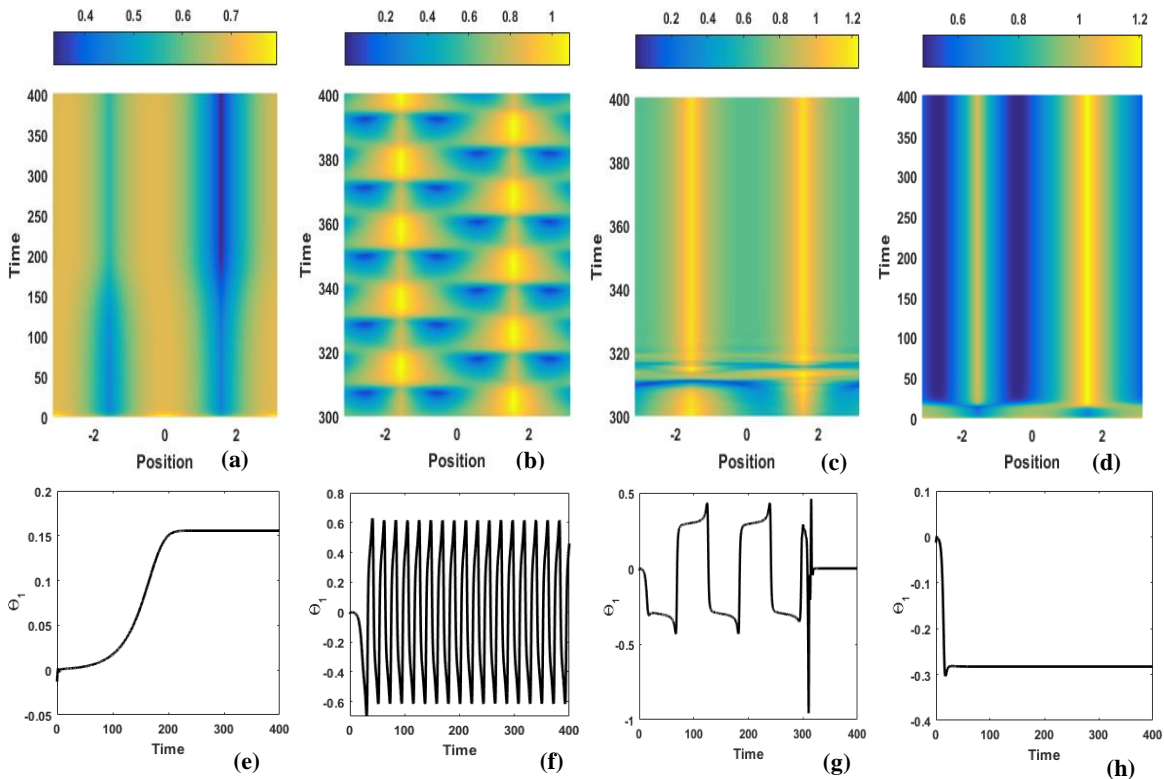 0.4 0.5 0.6 0.7
0.2 0.4 0.6 0.8 1
0.2 0.4 0.6 0.8 1 1.2
0.6 0.8 1 1.2
400
350
300
250
200
150
100
50
0
Time
-2 0 2
Position (a)
400
380
360
340
320
300
Time
-2 0 2
Position (b)
400
380
360
340
320
300
Time
-2 0 2
Position (c)
400
350
300
250
200
150
100
50
0
Time
-2 0 2
Position (d)
0.2
0.15
0.1
0.05
0
-0.05
Θ1
0 100 200 300 400
Time (e)
0.8
0.6
0.4
0.2
0
-0.2
-0.4
-0.6
Θ1
0 100 200 300 400
Time (f)
0.5
0
-0.5
-1
Θ1
0 100 200 300 400
Time (g)
0.1
0
-0.1
-0.2
-0.3
-0.4
Θ1
0 100 200 300 400
Time (h)